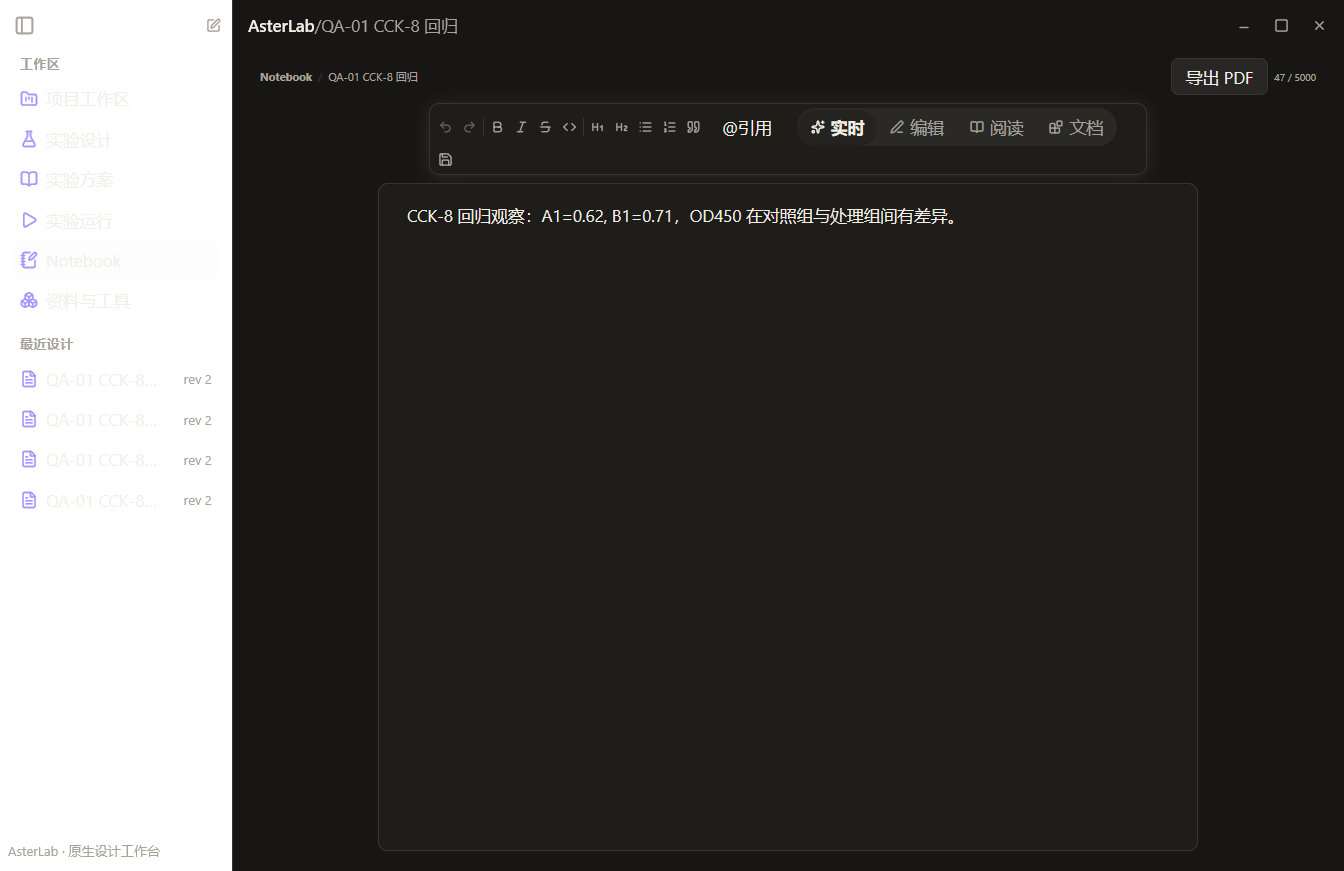 AsterLab/QA-01 CCK-8 回归
工作区
项目工作区
实验设计
实验方案
实验运行
Notebook
资料与工具
最近设计
QA-01 CCK-8... rev 2
QA-01 CCK-8... rev 2
QA-01 CCK-8... rev 2
QA-01 CCK-8... rev 2
AsterLab · 原生设计工作台
Notebook / QA-01 CCK-8 回归
导出 PDF 47 / 5000
B I S <> H1 H2 @引用 实时 编辑 阅读 文档
CCK-8 回归观察：A1=0.62, B1=0.71，OD450 在对照组与处理组间有差异。